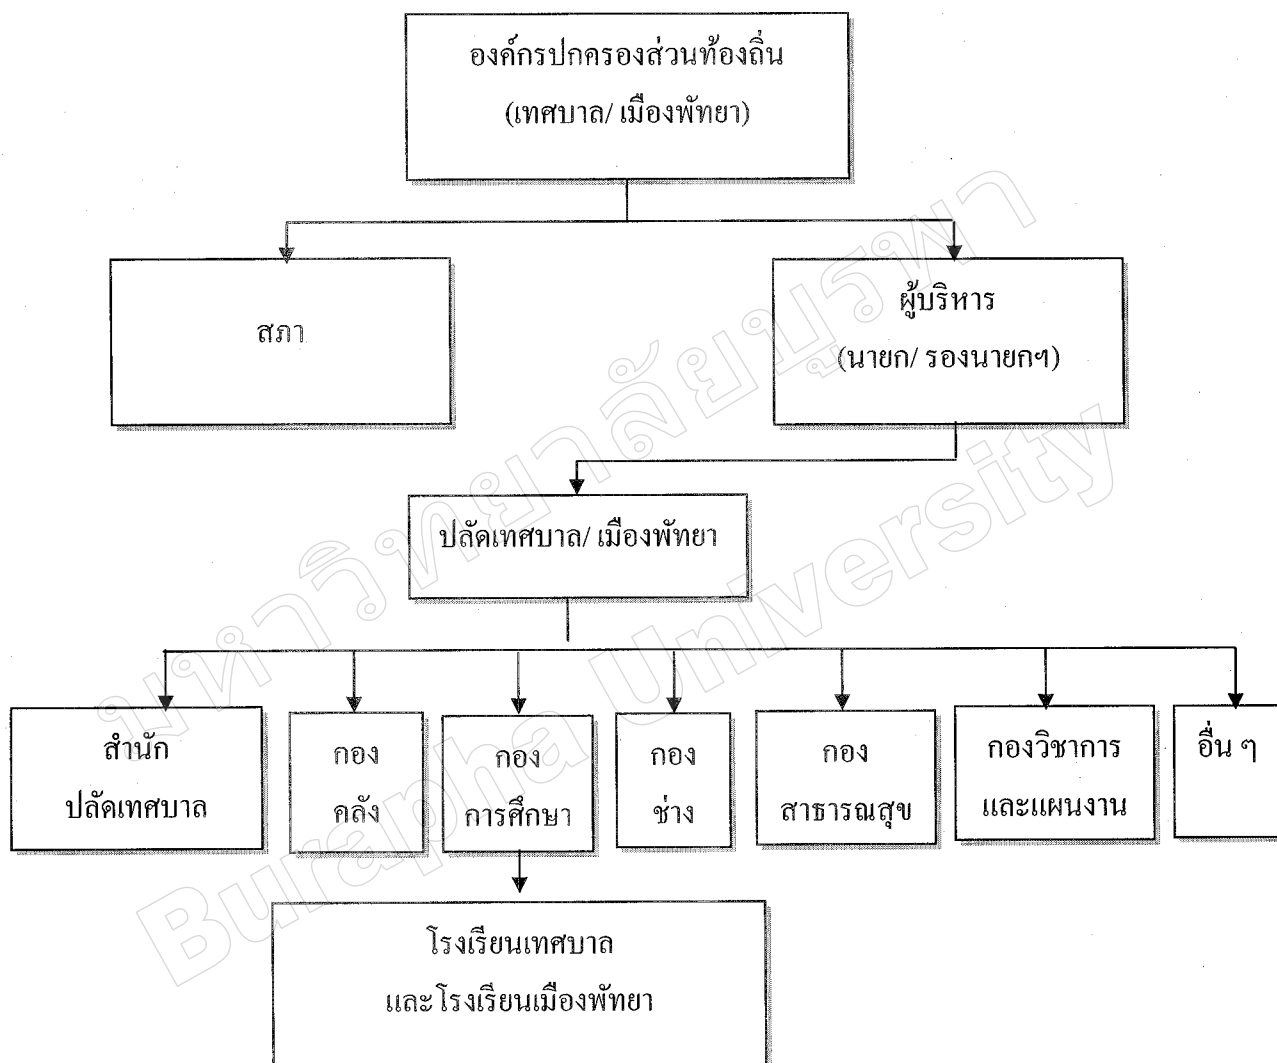 องค์กรปกครองส่วนท้องถิ่น
(เทศบาล/ เมืองพัทยา)
สภา
ผู้บริหาร
(นายก/ รองนายกฯ)
ปลัดเทศบาล/ เมืองพัทยา
สำนัก
ปลัดเทศบาล
กอง
คลัง
กอง
การศึกษา
กอง
ช่าง
กอง
สาธารณสุข
กองวิชาการ
และแผนงาน
อื่น ๆ
โรงเรียนเทศบาล
และโรงเรียนเมืองพัทยา
มหาวิทยาลัยบูรพา
Burapha University